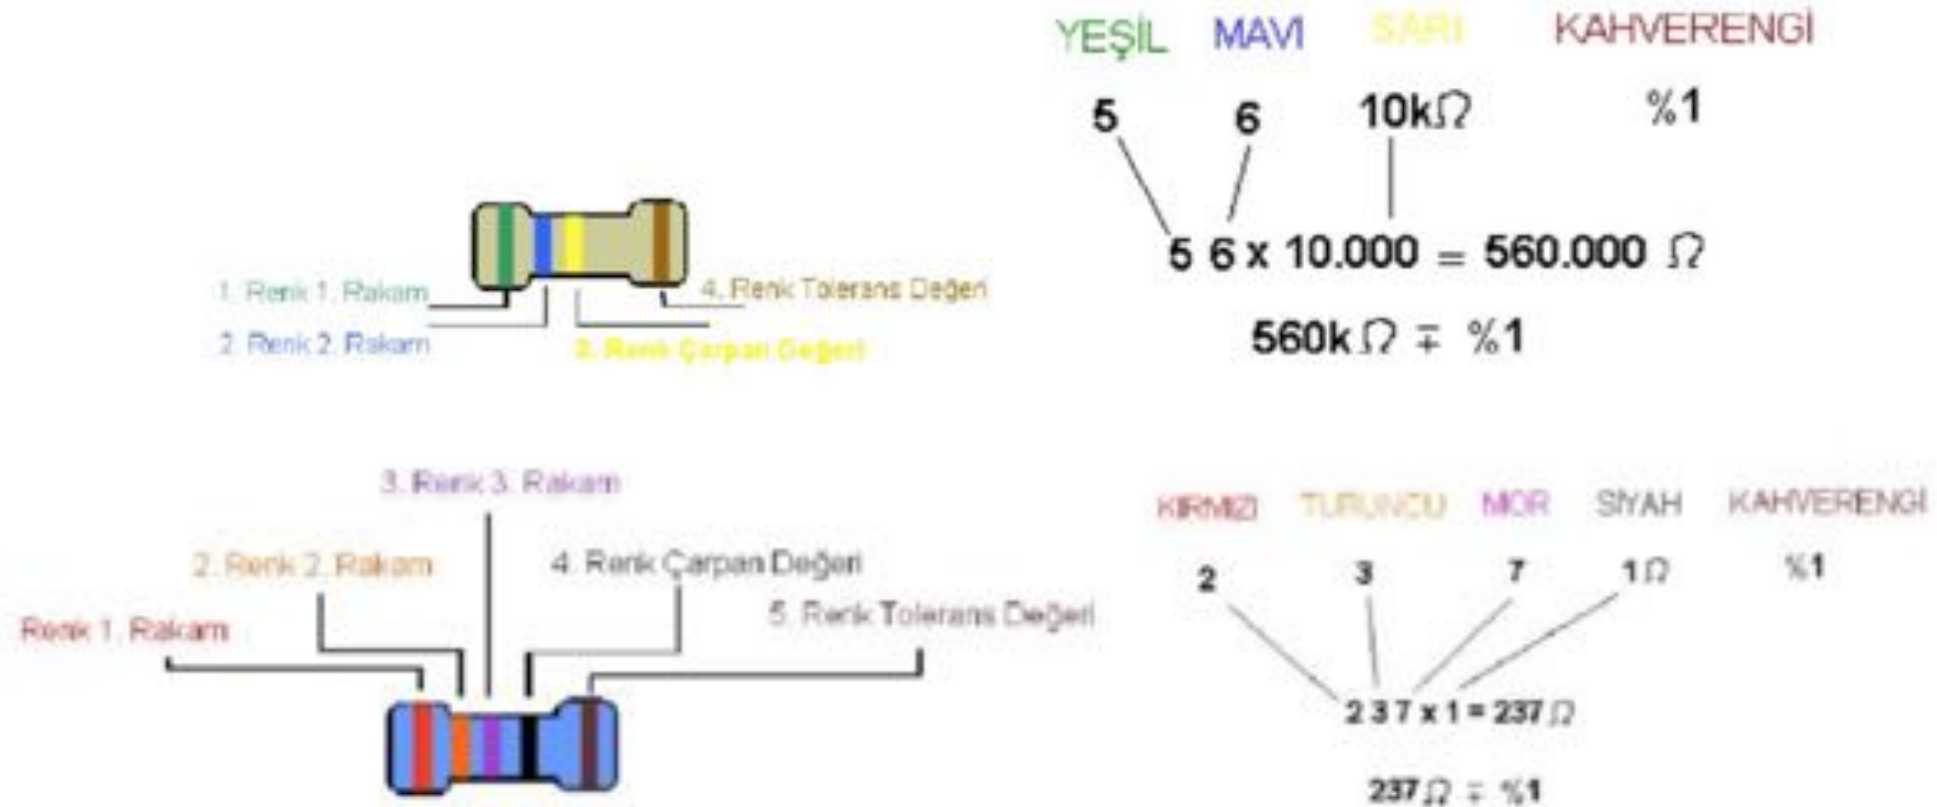 YEŞİL MAVI SARI KAHVERENGİ
5 6 10kΩ %1
5 6 x 10.000 = 560.000 Ω
560k Ω ∓ %1
1. Renk 1. Rakam
2. Renk 2. Rakam
3. Renk Çarpan Değeri
4. Renk Tolerans Değeri
3. Renk 3. Rakam
2. Renk 2. Rakam
4. Renk Çarpan Değeri
Renk 1. Rakam
5. Renk Tolerans Değeri
KIRMIZI TURUNCU MOR SİYAH KAHVERENGİ
2 3 7 1Ω %1
2 3 7 x 1 = 237 Ω
237 Ω ∓ %1